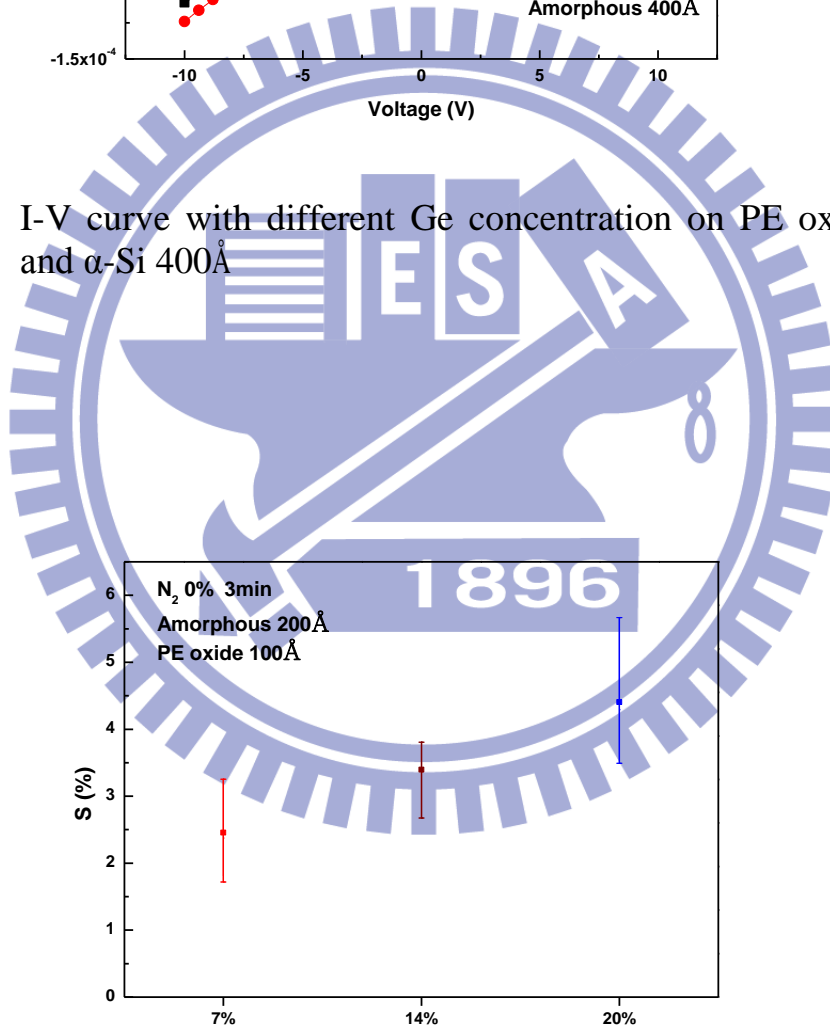 Amorphous 400Å
-1.5x10⁻⁴
-10 -5 0 5 10
Voltage (V)
I-V curve with different Ge concentration on PE
and α-Si 400Å
E S A
1896
N₂ 0% 3min
Amorphous 200Å
PE oxide 100Å
6
5
4
3
2
1
0
S (%)
7% 14% 20%